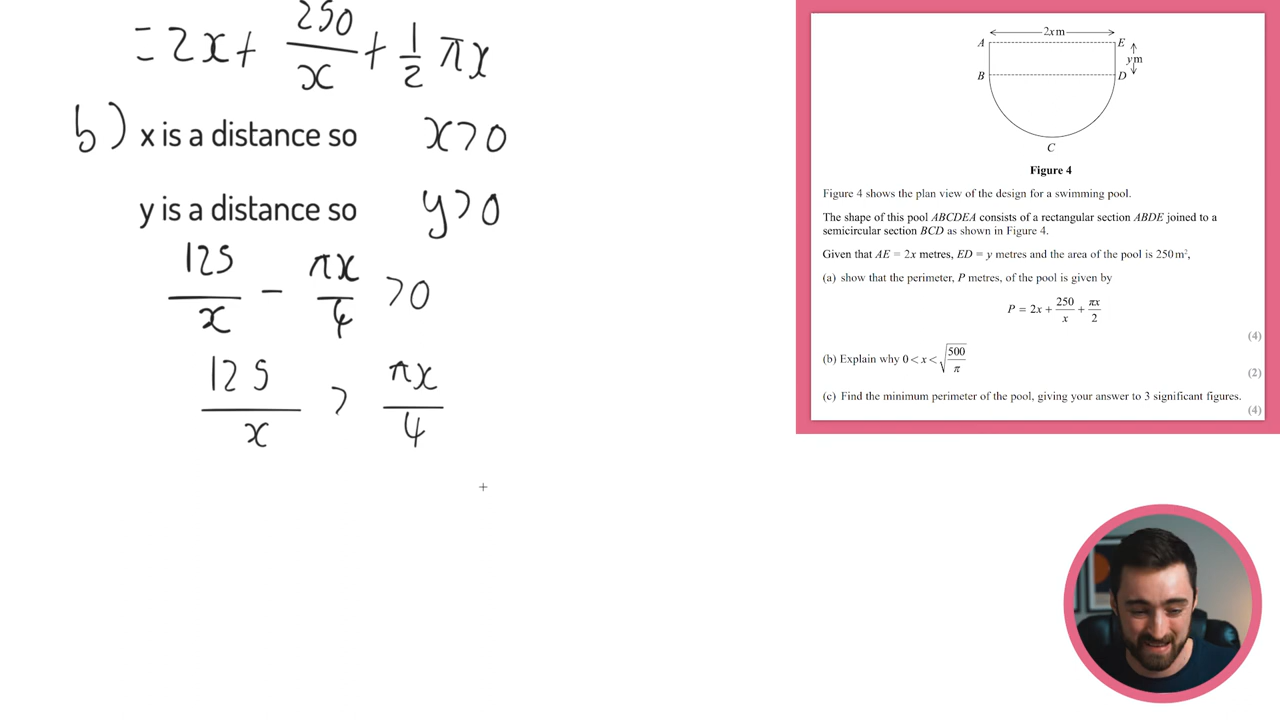 = 2x + 250/x + 1/2 πx
b) x is a distance so x > 0
y is a distance so y > 0
125/x - πx/4 > 0
125/x > πx/4
2x m
A
E
y m
B
D
C
Figure 4
Figure 4 shows the plan view of the design for a swimming pool.
The shape of this pool ABCDEA consists of a rectangular section ABDE joined to a
semicircular section BCD as shown in Figure 4.
Given that AE = 2x metres, ED = y metres and the area of the pool is 250 m²,
(a) show that the perimeter, P metres, of the pool is given by
P = 2x + 250/x + πx/2
(4)
(b) Explain why 0 < x < √(500/π)
(2)
(c) Find the minimum perimeter of the pool, giving your answer to 3 significant figures.
(4)